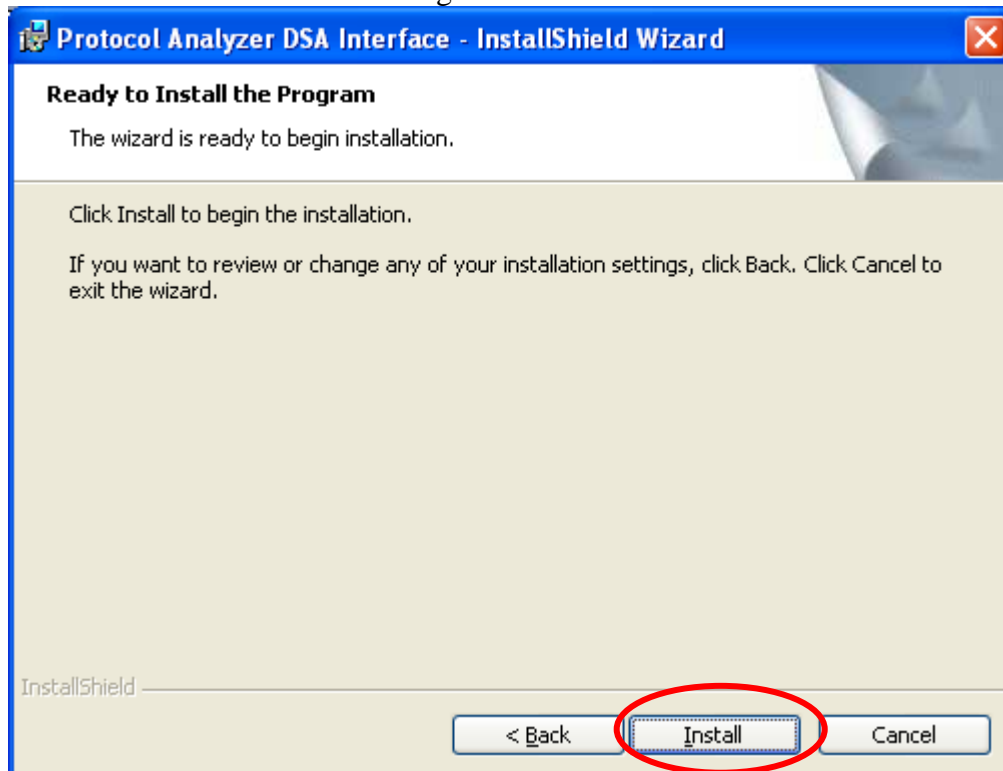 Protocol Analyzer DSA Interface - InstallShield Wizard
Ready to Install the Program
The wizard is ready to begin installation.
Click Install to begin the installation.
If you want to review or change any of your installation settings, click Back. Click Cancel to
exit the wizard.
InstallShield
< Back Install Cancel